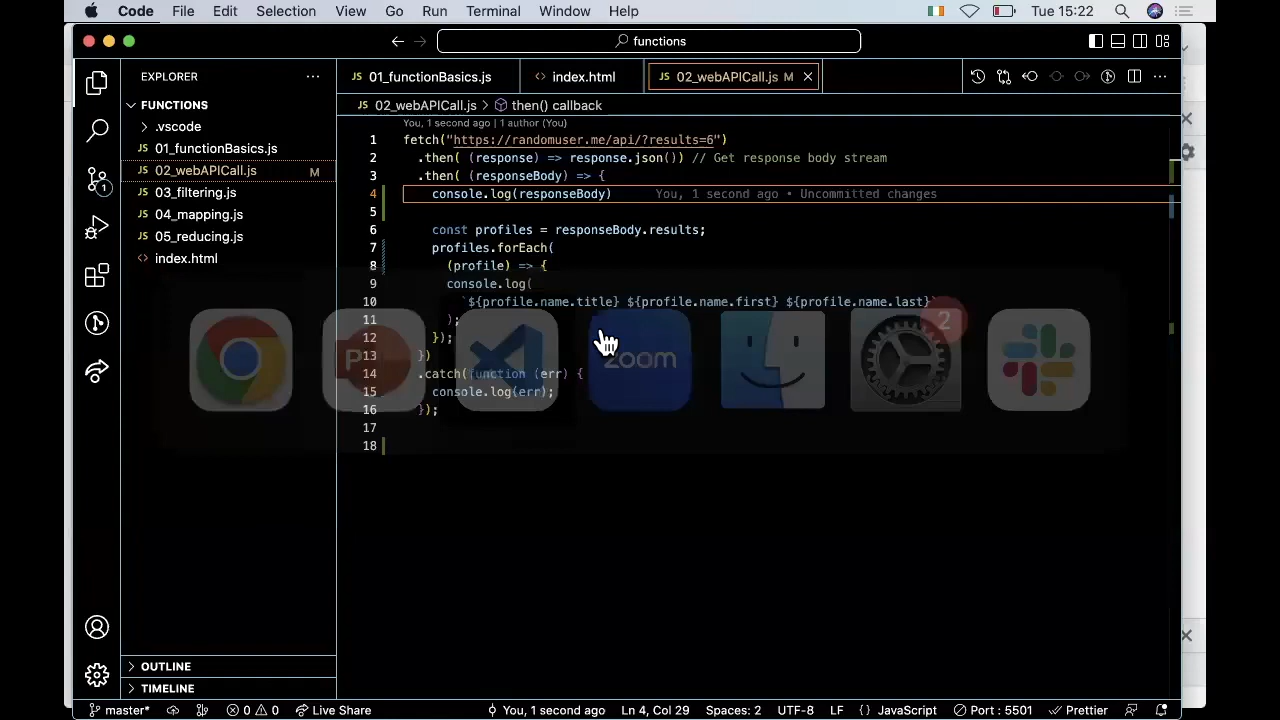 Code File Edit Selection View Go Run Terminal Window Help Tue 15:22
functions
EXPLORER
01_functionBasics.js index.html 02_webAPICall.js M
02_webAPICall.js > then() callback
FUNCTIONS
.vscode
01_functionBasics.js
02_webAPICall.js M
03_filtering.js
04_mapping.js
05_reducing.js
index.html
1
You, 1 second ago | 1 author (You)
1 fetch("https://randomuser.me/api/?results=6")
2 .then( (response) => response.json()) // Get response body stream
3 .then( (responseBody) => {
4 console.log(responseBody) You, 1 second ago • Uncommitted changes
5
6 const profiles = responseBody.results;
7 profiles.forEach(
8 (profile) => {
9 console.log(
10 `${profile.name.title} ${profile.name.first} ${profile.name.last}`
11 );
12 });
13 })
14 .catch(function (err) {
15 console.log(err);
16 });
17
18
zoom
2
OUTLINE
TIMELINE
master* 0 0 Live Share You, 1 second ago Ln 4, Col 29 Spaces: 2 UTF-8 LF {} JavaScript Port : 5501 Prettier